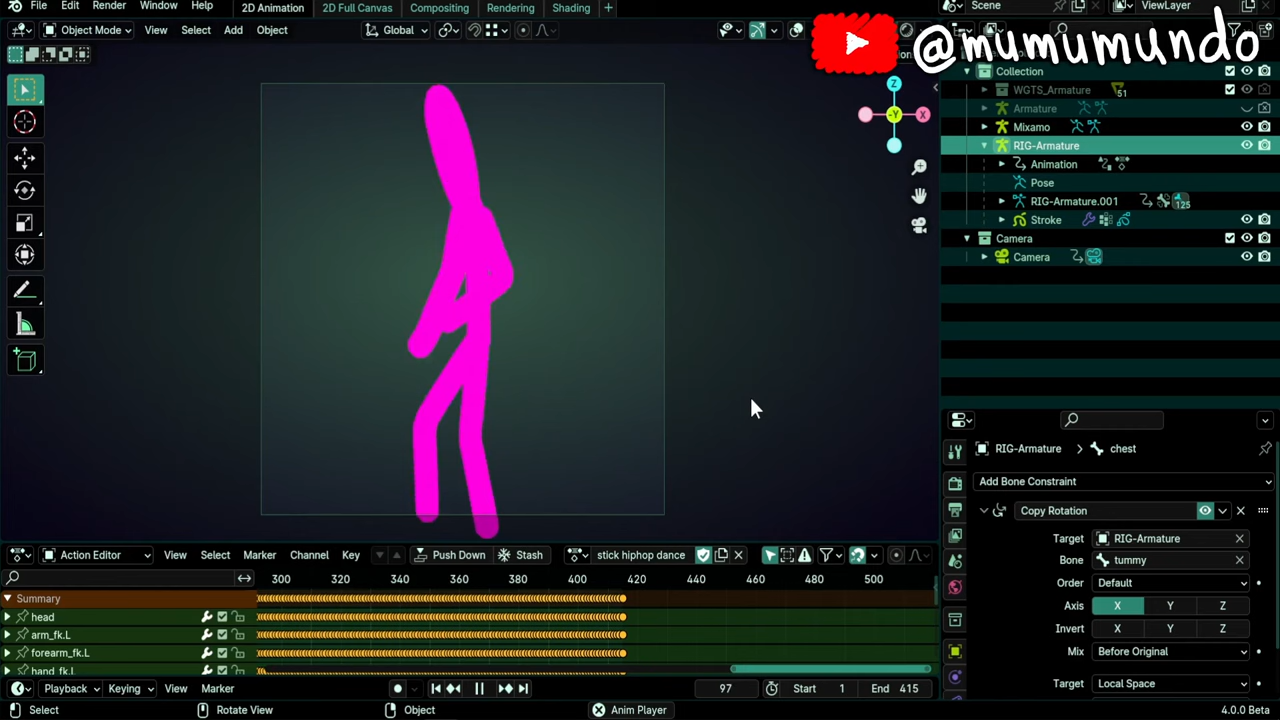 File Edit Render Window Help 2D Animation 2D Full Canvas Compositing Rendering Shading + Scene ViewLayer
Object Mode View Select Add Object Global
@mumumundo
Collection
WGTS_Armature 51
Armature
Mixamo
RIG-Armature
Animation
Pose
RIG-Armature.001 125
Stroke
Camera
Camera
Z
-Y X
RIG-Armature > chest
Add Bone Constraint
Copy Rotation
Target RIG-Armature
Bone tummy
Order Default
Axis X Y Z
Invert X Y Z
Mix Before Original
Target Local Space
Action Editor View Select Marker Channel Key Push Down Stash stick hiphop dance
300 320 340 360 380 400 420 440 460 480 500
Summary
head
arm_fk.L
forearm_fk.L
hand_fk.L
Playback Keying View Marker 97 Start 1 End 415
Select Rotate View Object Anim Player 4.0.0 Beta